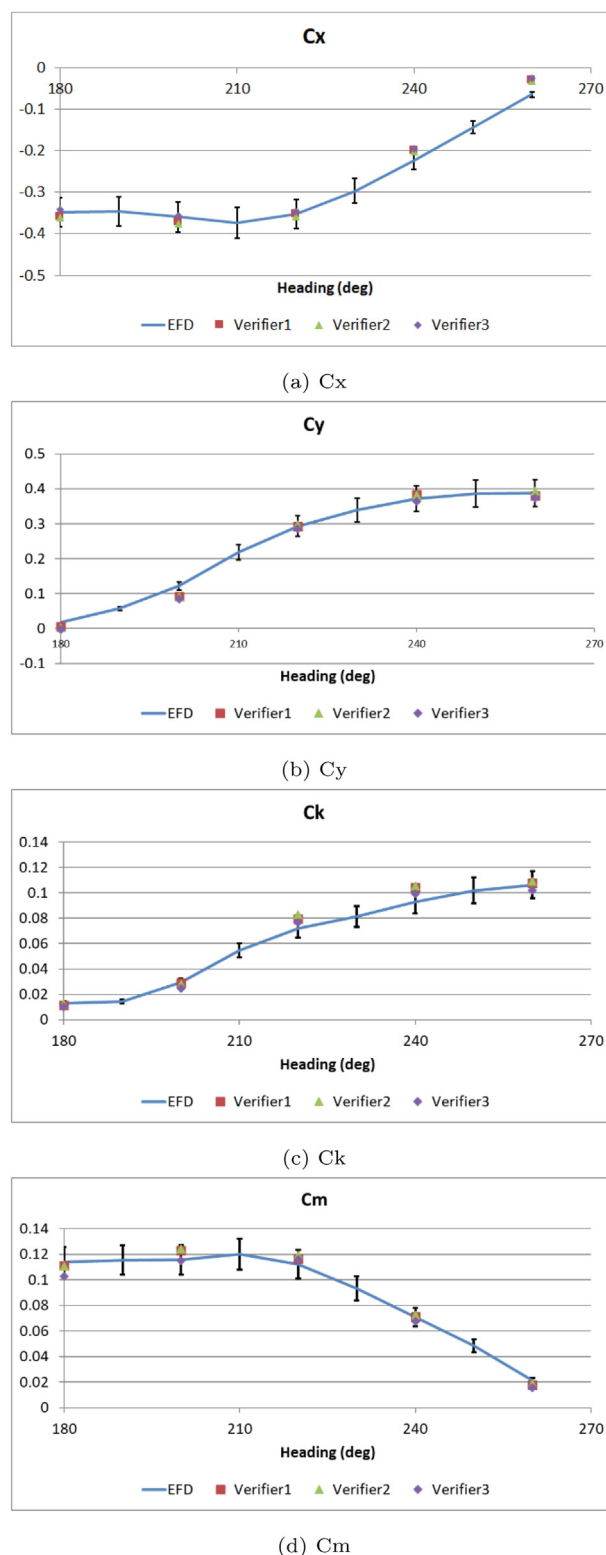 Cx
0
180 210 240 270
-0.1
-0.2
-0.3
-0.4
-0.5
Heading (deg)
EFD Verifier1 Verifier2 Verifier3
(a) Cx
Cy
0.5
0.4
0.3
0.2
0.1
0
180 210 240 270
-0.1
Heading (deg)
EFD Verifier1 Verifier2 Verifier3
(b) Cy
Ck
0.14
0.12
0.1
0.08
0.06
0.04
0.02
0
180 210 240 270
Heading (deg)
EFD Verifier1 Verifier2 Verifier3
(c) Ck
Cm
0.14
0.12
0.1
0.08
0.06
0.04
0.02
0
180 210 240 270
Heading (deg)
EFD Verifier1 Verifier2 Verifier3
(d) Cm